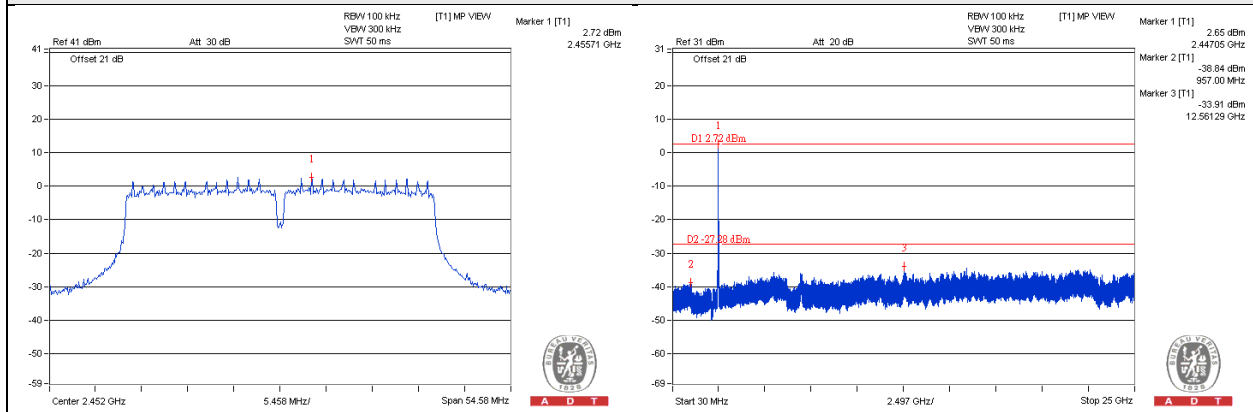 RBW 100 kHz
[T1] MP VIEW
VBW 300 kHz
Ref 41 dBm
Att 30 dB
SWT 50 ms
Marker 1 [T1]
2.72 dBm
2.45571 GHz
Offset 21 dB
41
30
20
10
0
-10
-20
-30
-40
-50
-59
1
Center 2.452 GHz
5.458 MHz/
Span 54.58 MHz
BUREAU VERITAS
1828
A D T
RBW 100 kHz
[T1] MP VIEW
VBW 300 kHz
Ref 31 dBm
Att 20 dB
SWT 50 ms
Marker 1 [T1]
2.65 dBm
2.44705 GHz
Marker 2 [T1]
-38.84 dBm
957.00 MHz
Marker 3 [T1]
-33.91 dBm
12.56129 GHz
Offset 21 dB
31
20
10
0
-10
-20
-30
-40
-50
-60
-69
1
D1 2.72 dBm
D2 -27.28 dBm
2
3
Start 30 MHz
2.497 GHz/
Stop 25 GHz
BUREAU VERITAS
1828
A D T